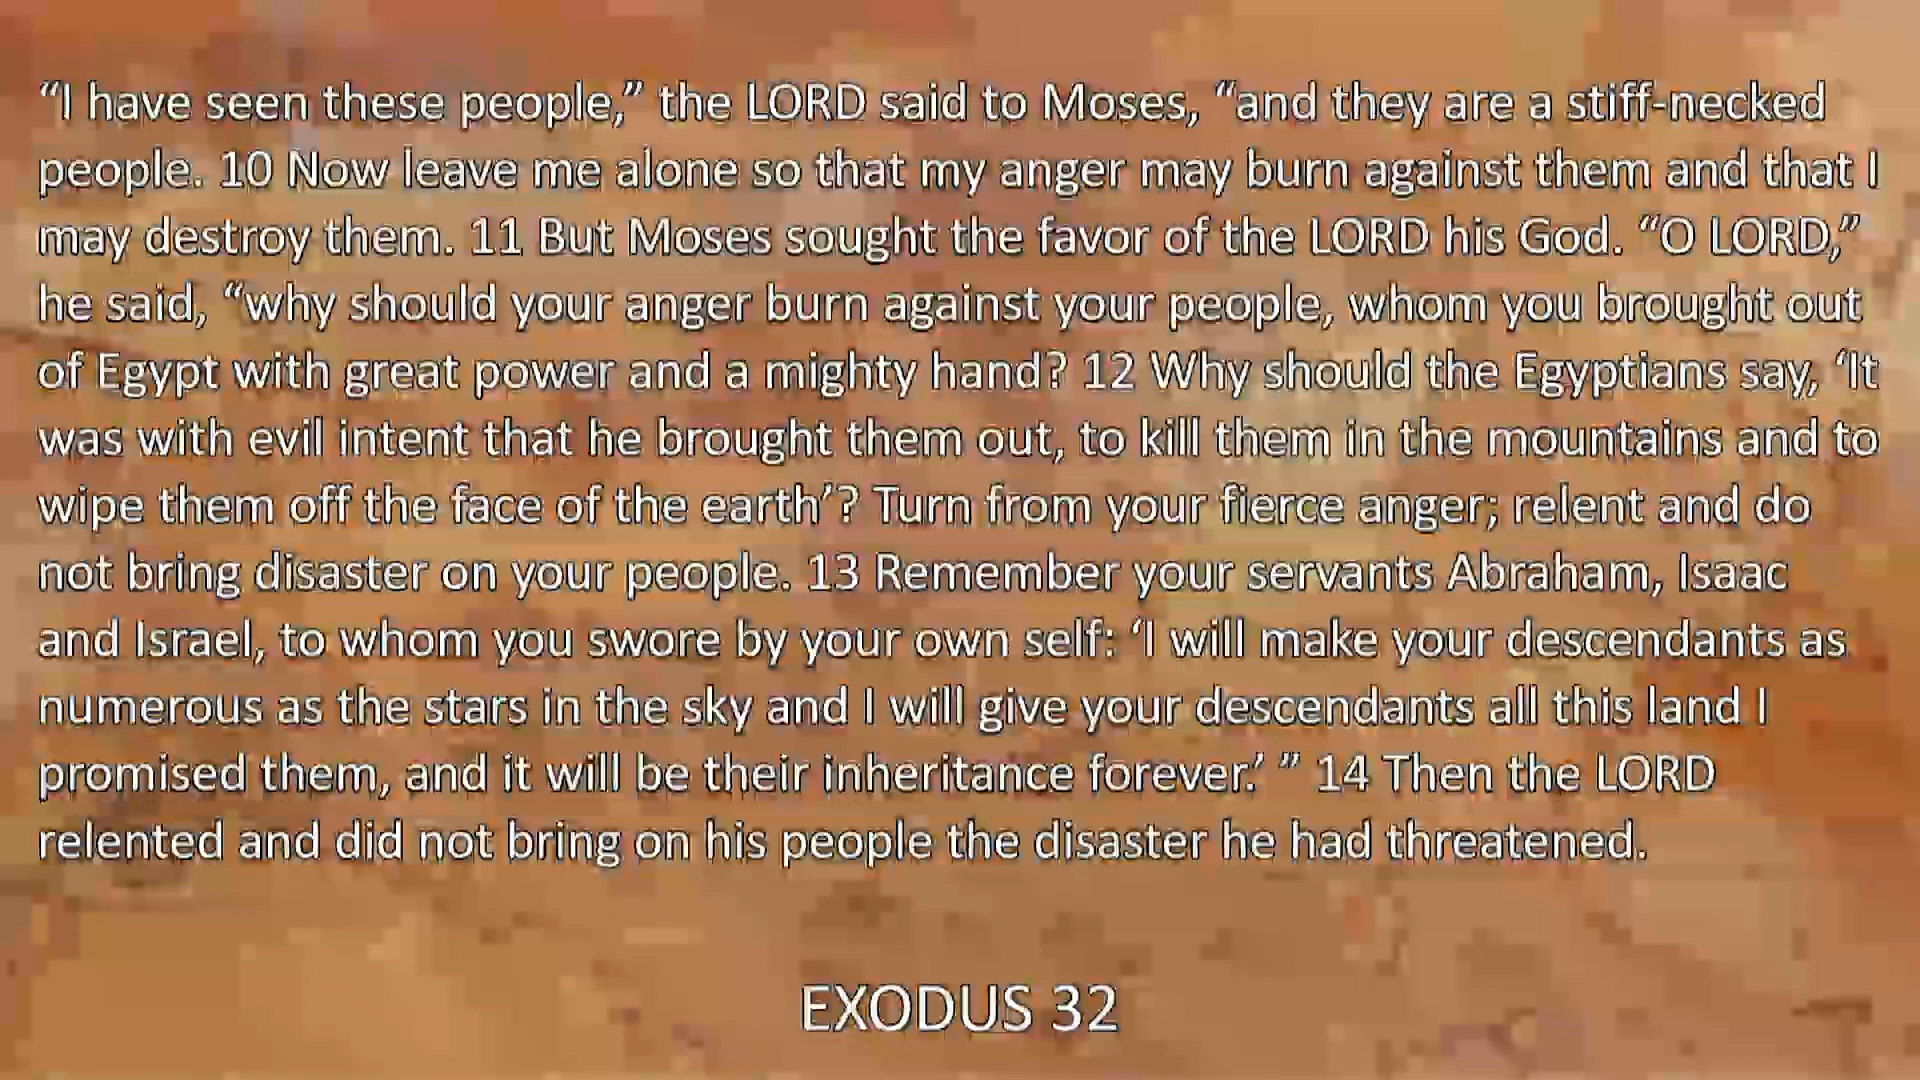 “I have seen these people,” the LORD said to Moses, “and they are a stiff-necked
people. 10 Now leave me alone so that my anger may burn against them and that I
may destroy them. 11 But Moses sought the favor of the LORD his God. “O LORD,”
he said, “why should your anger burn against your people, whom you brought out
of Egypt with great power and a mighty hand? 12 Why should the Egyptians say, ‘It
was with evil intent that he brought them out, to kill them in the mountains and to
wipe them off the face of the earth’? Turn from your fierce anger; relent and do
not bring disaster on your people. 13 Remember your servants Abraham, Isaac
and Israel, to whom you swore by your own self: ‘I will make your descendants as
numerous as the stars in the sky and I will give your descendants all this land I
promised them, and it will be their inheritance forever.’ ” 14 Then the LORD
relented and did not bring on his people the disaster he had threatened.
EXODUS 32